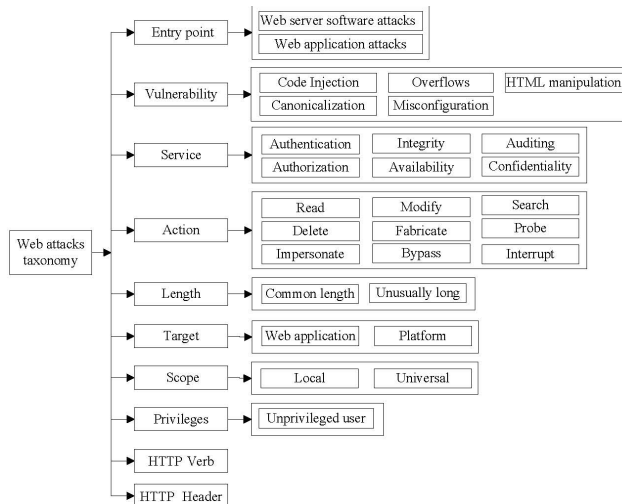 Web attacks
taxonomy
Entry point
Web server software attacks
Web application attacks
Vulnerability
Code Injection
Overflows
HTML manipulation
Canonicalization
Misconfiguration
Service
Authentication
Integrity
Auditing
Authorization
Availability
Confidentiality
Action
Read
Modify
Search
Delete
Fabricate
Probe
Impersonate
Bypass
Interrupt
Length
Common length
Unusually long
Target
Web application
Platform
Scope
Local
Universal
Privileges
Unprivileged user
HTTP Verb
HTTP Header